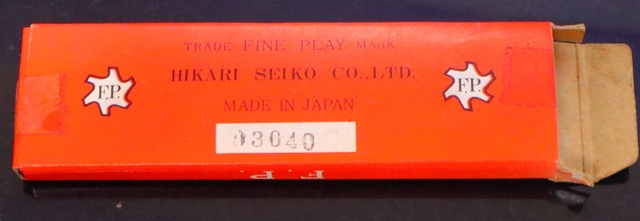 TRADE FINE PLAY MARK
F.P.
HIKARI SEIKO CO.,LTD.
F.P.
MADE IN JAPAN
03040
F. P.